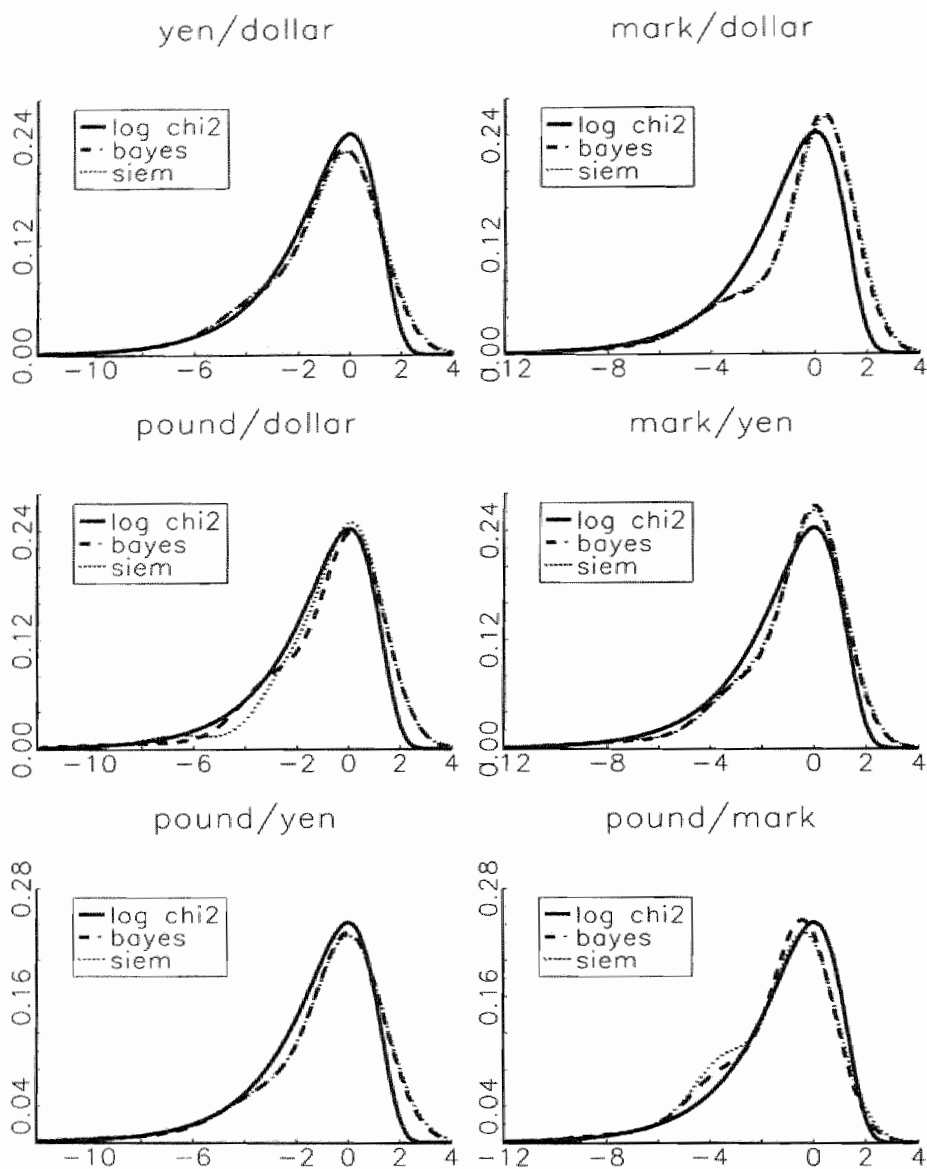 yen/dollar
log chi2
bayes
siem
0.24
0.12
0.00
−10 −6 −2 0 2 4
mark/dollar
log chi2
bayes
siem
0.24
0.12
0.00
−12 −8 −4 0 4
pound/dollar
log chi2
bayes
siem
0.24
0.12
0.00
−10 −6 −2 0 2 4
mark/yen
log chi2
bayes
siem
0.24
0.12
0.00
−12 −8 −4 0 4
pound/yen
log chi2
bayes
siem
0.28
0.16
0.04
−10 −6 −2 0 2 4
pound/mark
log chi2
bayes
siem
0.28
0.16
0.04
−12 −8 −4 0 4